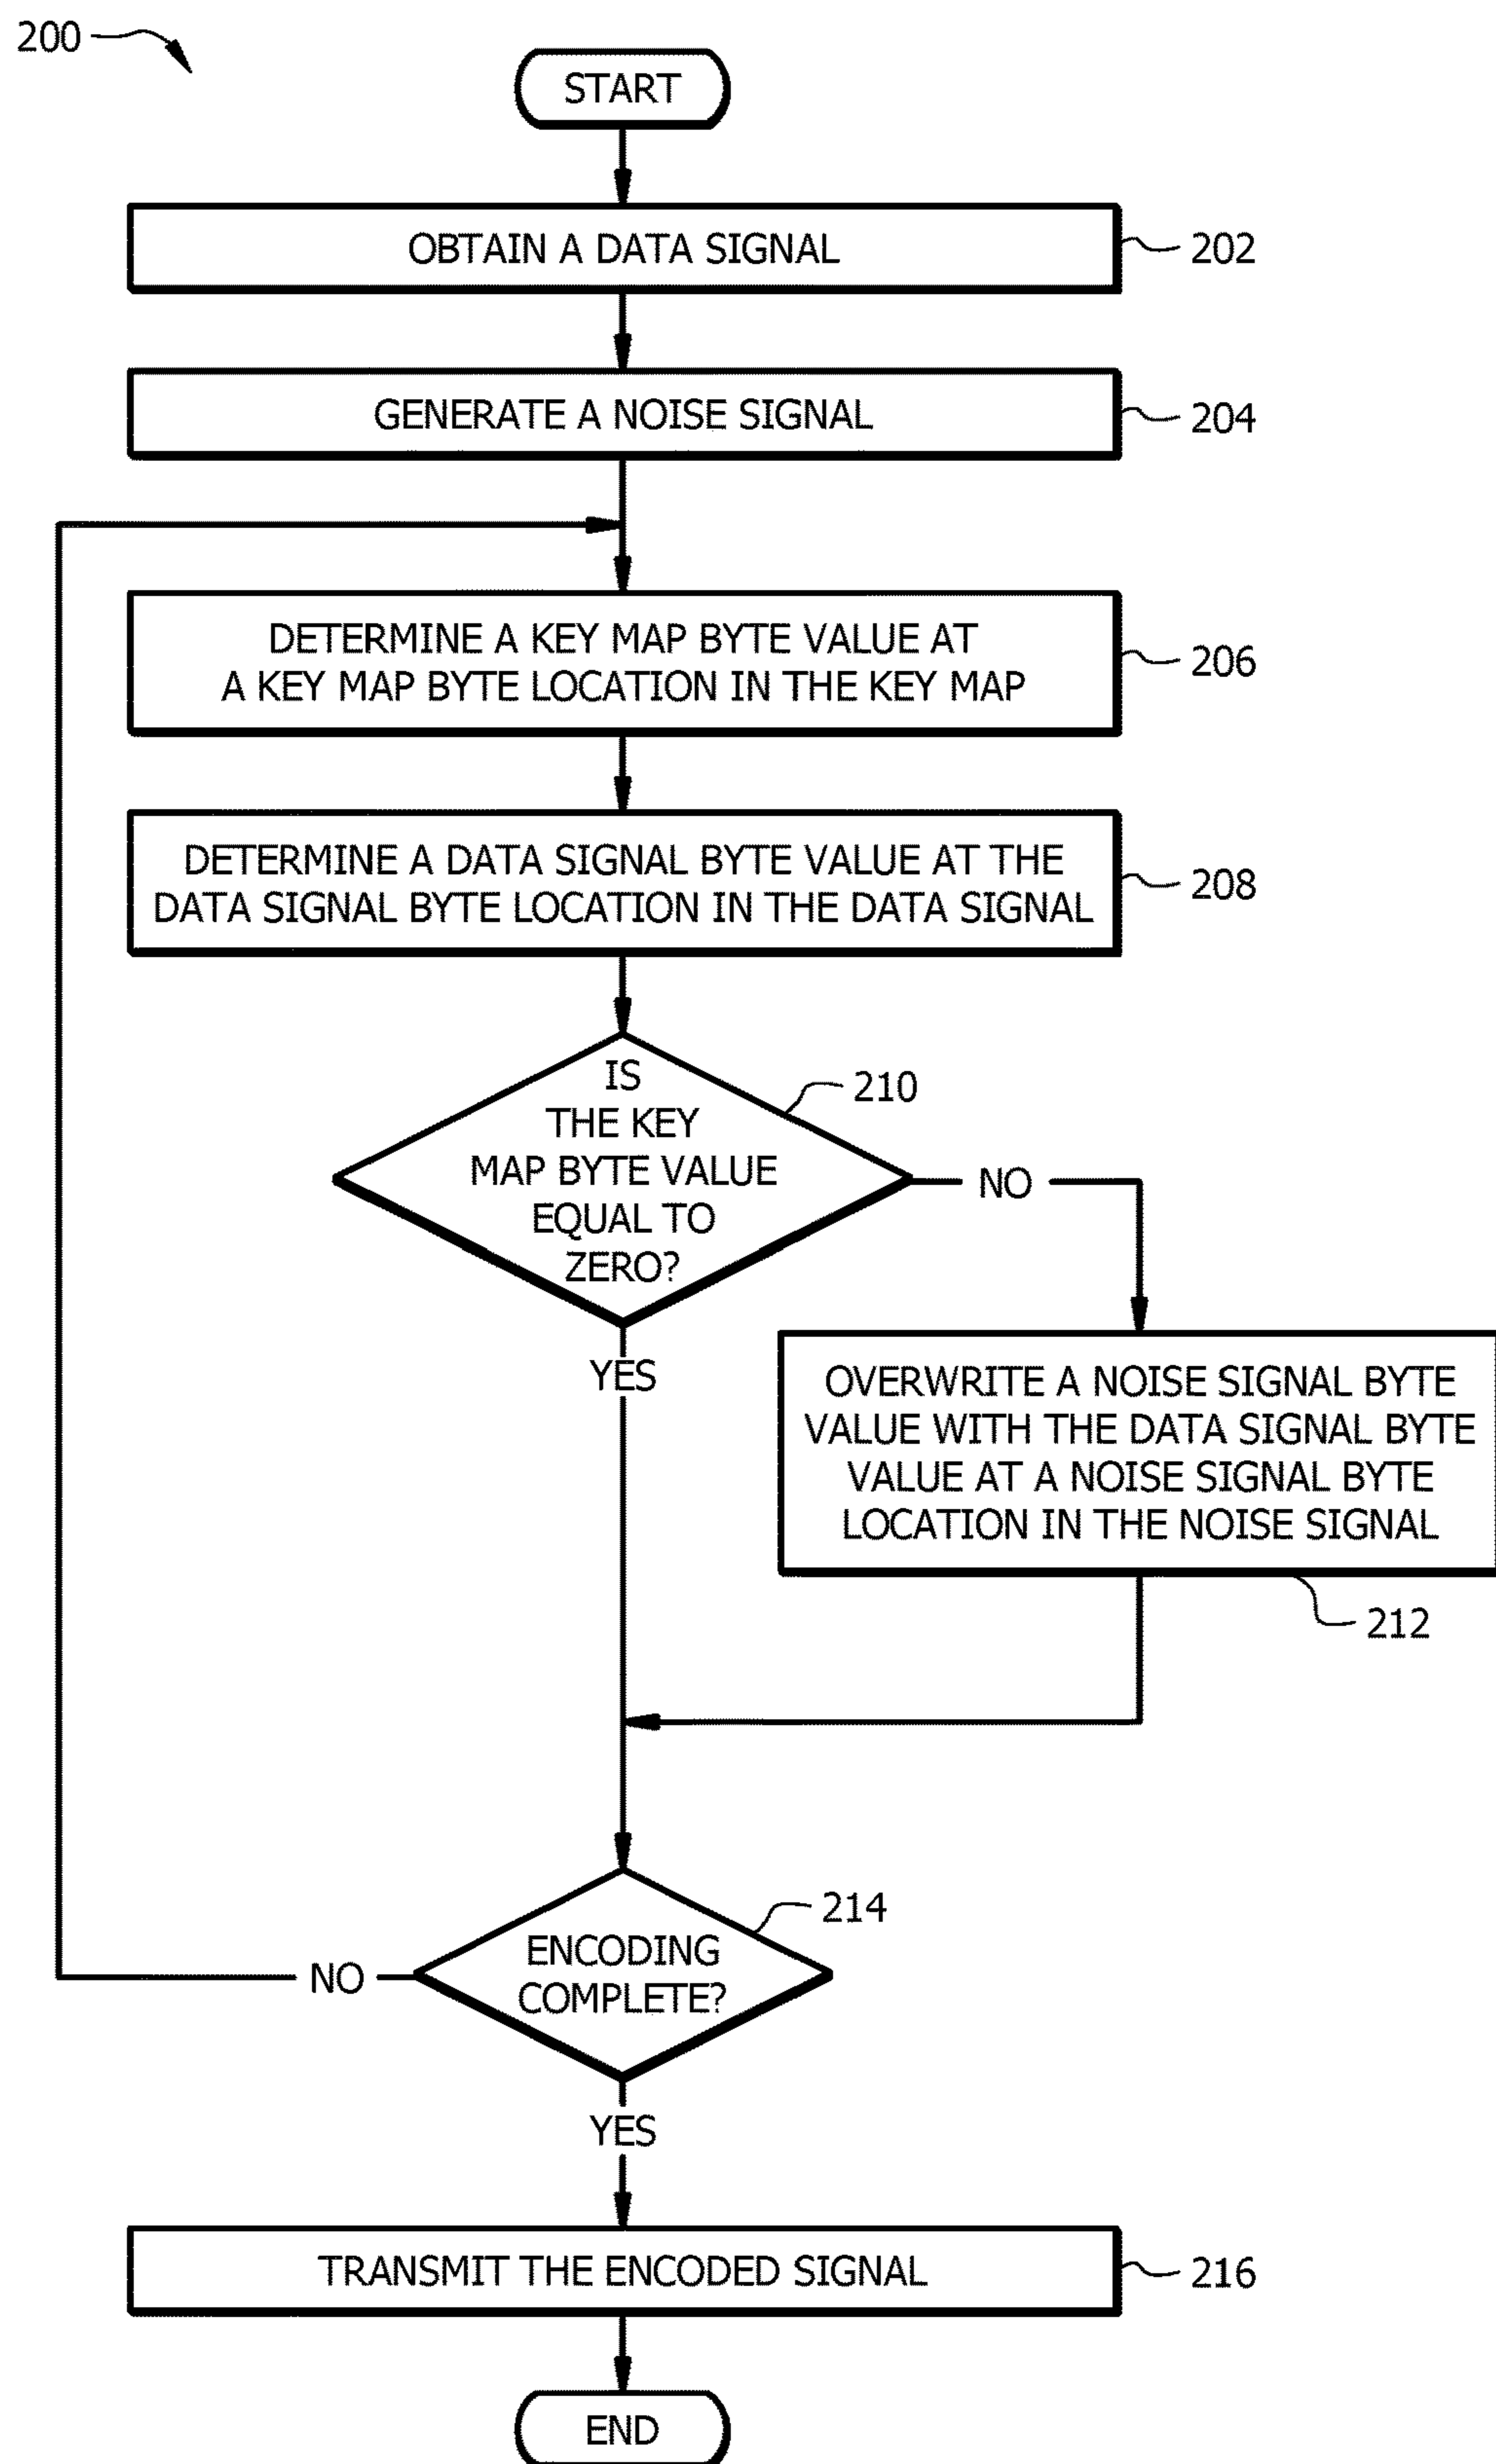 200
START
OBTAIN A DATA SIGNAL
202
GENERATE A NOISE SIGNAL
204
DETERMINE A KEY MAP BYTE VALUE AT
A KEY MAP BYTE LOCATION IN THE KEY MAP
206
DETERMINE A DATA SIGNAL BYTE VALUE AT THE
DATA SIGNAL BYTE LOCATION IN THE DATA SIGNAL
208
IS
THE KEY
MAP BYTE VALUE
EQUAL TO
ZERO?
210
NO
YES
OVERWRITE A NOISE SIGNAL BYTE
VALUE WITH THE DATA SIGNAL BYTE
VALUE AT A NOISE SIGNAL BYTE
LOCATION IN THE NOISE SIGNAL
212
ENCODING
COMPLETE?
214
NO
YES
TRANSMIT THE ENCODED SIGNAL
216
END